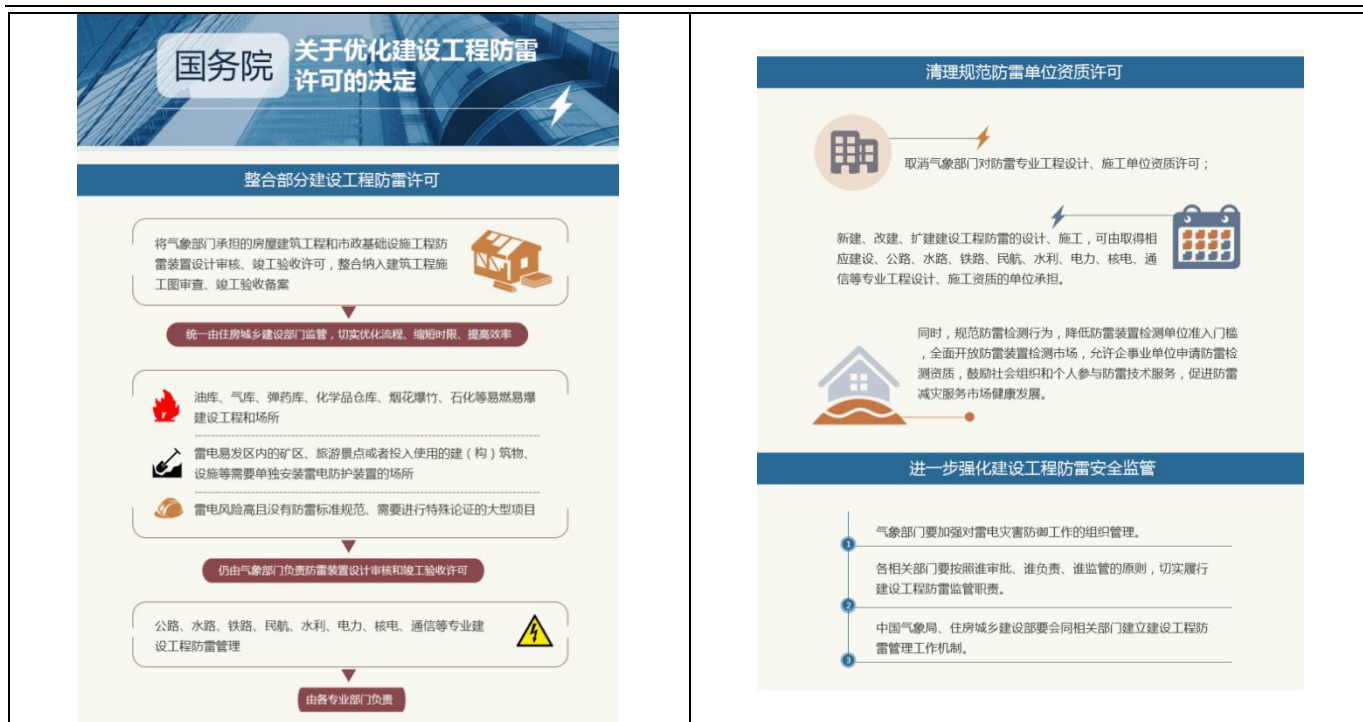 国务院
关于优化建设工程防雷
许可的决定
整合部分建设工程防雷许可
将气象部门承担的房屋建筑工程和市政基础设施工程防
雷装置设计审核、竣工验收许可，整合纳入建筑工程施
工图审查、竣工验收备案
统一由住房城乡建设部门监管，切实优化流程、缩短时限、提高效率
油库、气库、弹药库、化学品仓库、烟花爆竹、石化等易燃易爆
建设工程和场所
雷电易发区内的矿区、旅游景点或者投入使用的建（构）筑物、
设施等需要单独安装雷电防护装置的场所
雷电风险高且没有防雷标准规范、需要进行特殊论证的大型项目
仍由气象部门负责防雷装置设计审核和竣工验收许可
公路、水路、铁路、民航、水利、电力、核电、通信等专业建
设工程防雷管理
由各专业部门负责
清理规范防雷单位资质许可
取消气象部门对防雷专业工程设计、施工单位资质许可；
新建、改建、扩建建设工程防雷的设计、施工，可由取得相
应建设、公路、水路、铁路、民航、水利、电力、核电、通
信等专业工程设计、施工资质的单位承担。
同时，规范防雷检测行为，降低防雷装置检测单位准入门槛
，全面开放防雷装置检测市场，允许企事业单位申请防雷检
测资质，鼓励社会组织和个人参与防雷技术服务，促进防雷
减灾服务市场健康发展。
进一步强化建设工程防雷安全监管
气象部门要加强对雷电灾害防御工作的组织管理。
1
各相关部门要按照谁审批、谁负责、谁监管的原则，切实履行
建设工程防雷监管职责。
2
中国气象局、住房城乡建设部要会同相关部门建立建设工程防
雷管理工作机制。
3